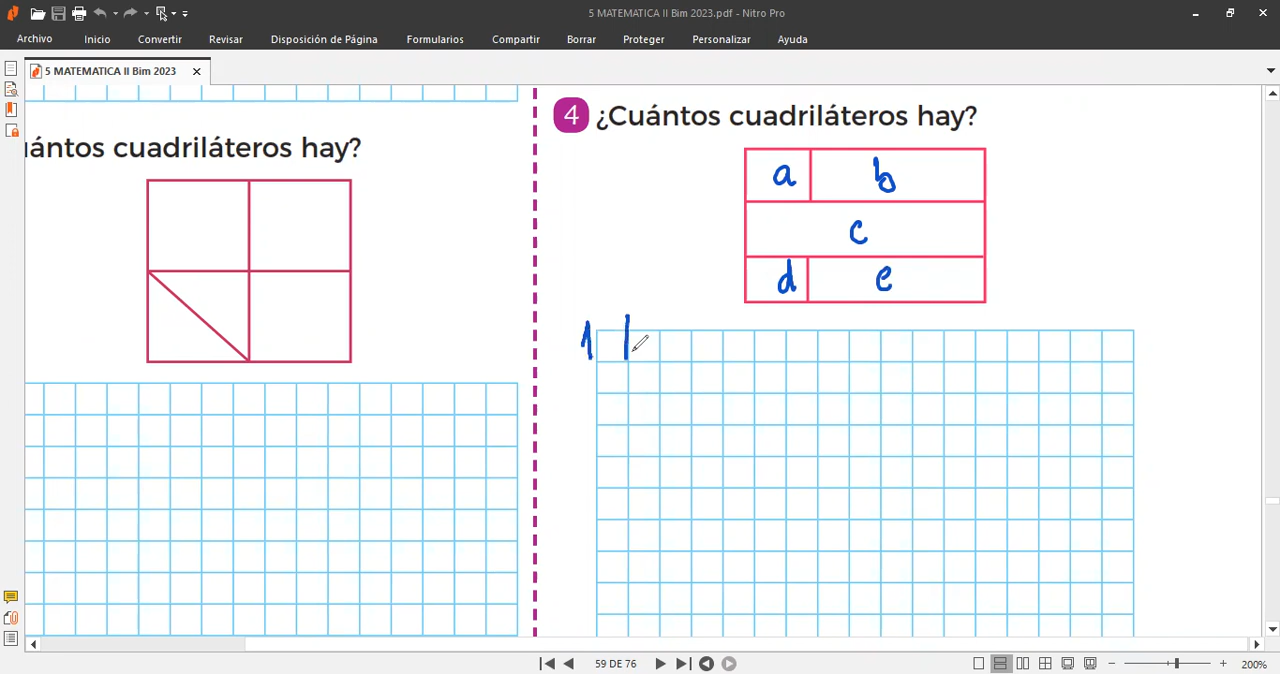 5 MATEMATICA II Bim 2023.pdf - Nitro Pro
Archivo Inicio Convertir Revisar Disposición de Página Formularios Compartir Borrar Proteger Personalizar Ayuda
5 MATEMATICA II Bim 2023
uántos cuadriláteros hay?
4 ¿Cuántos cuadriláteros hay?
a b
c
d e
1
59 DE 76
200%